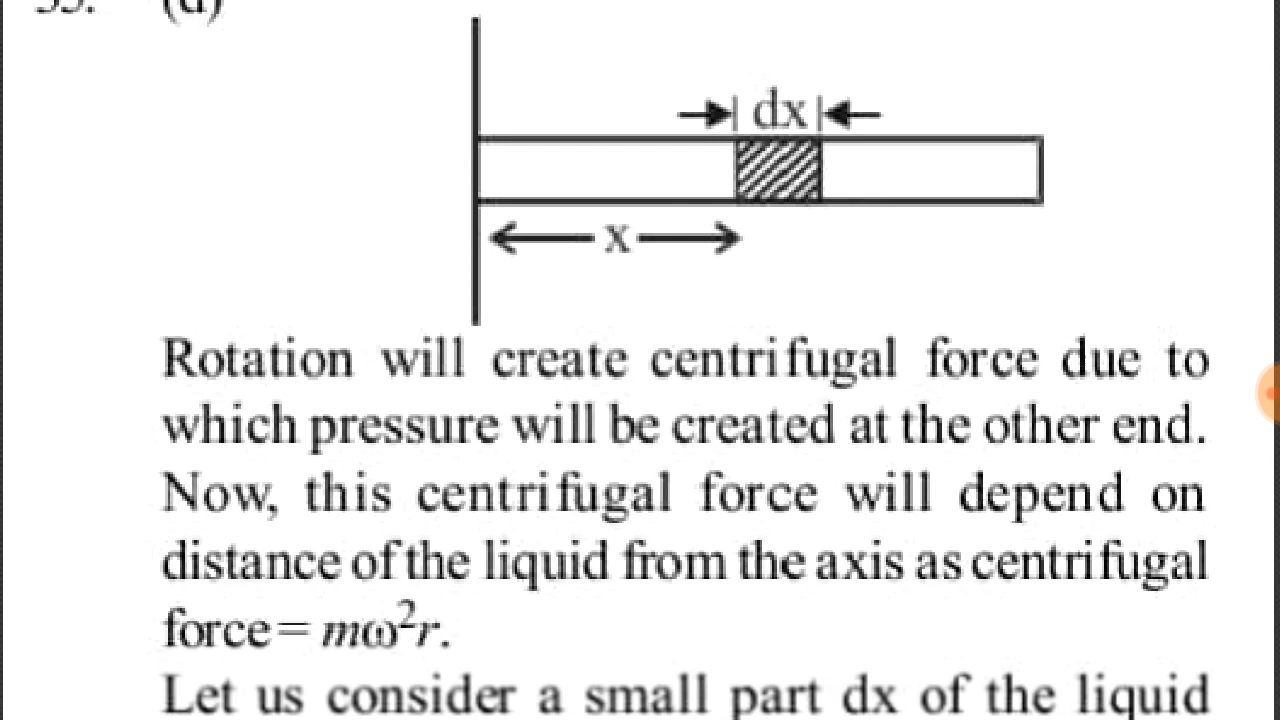 (d)
dx
x
Rotation will create centrifugal force due to
which pressure will be created at the other end.
Now, this centrifugal force will depend on
distance of the liquid from the axis as centrifugal
force = mω²r.
Let us consider a small part dx of the liquid